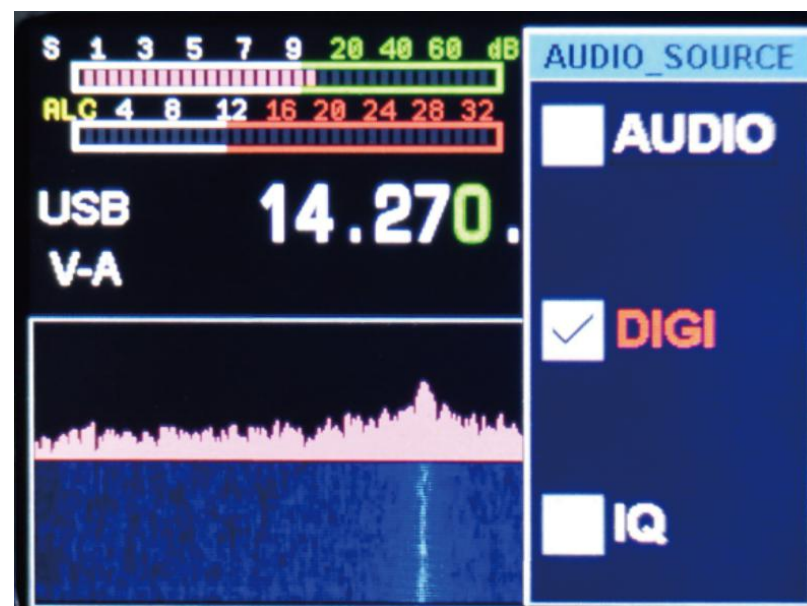 S 1 3 5 7 9 20 40 60 dB
ALC 4 8 12 16 20 24 28 32
USB 14.270.
V-A
AUDIO_SOURCE
AUDIO
DIGI
IQ